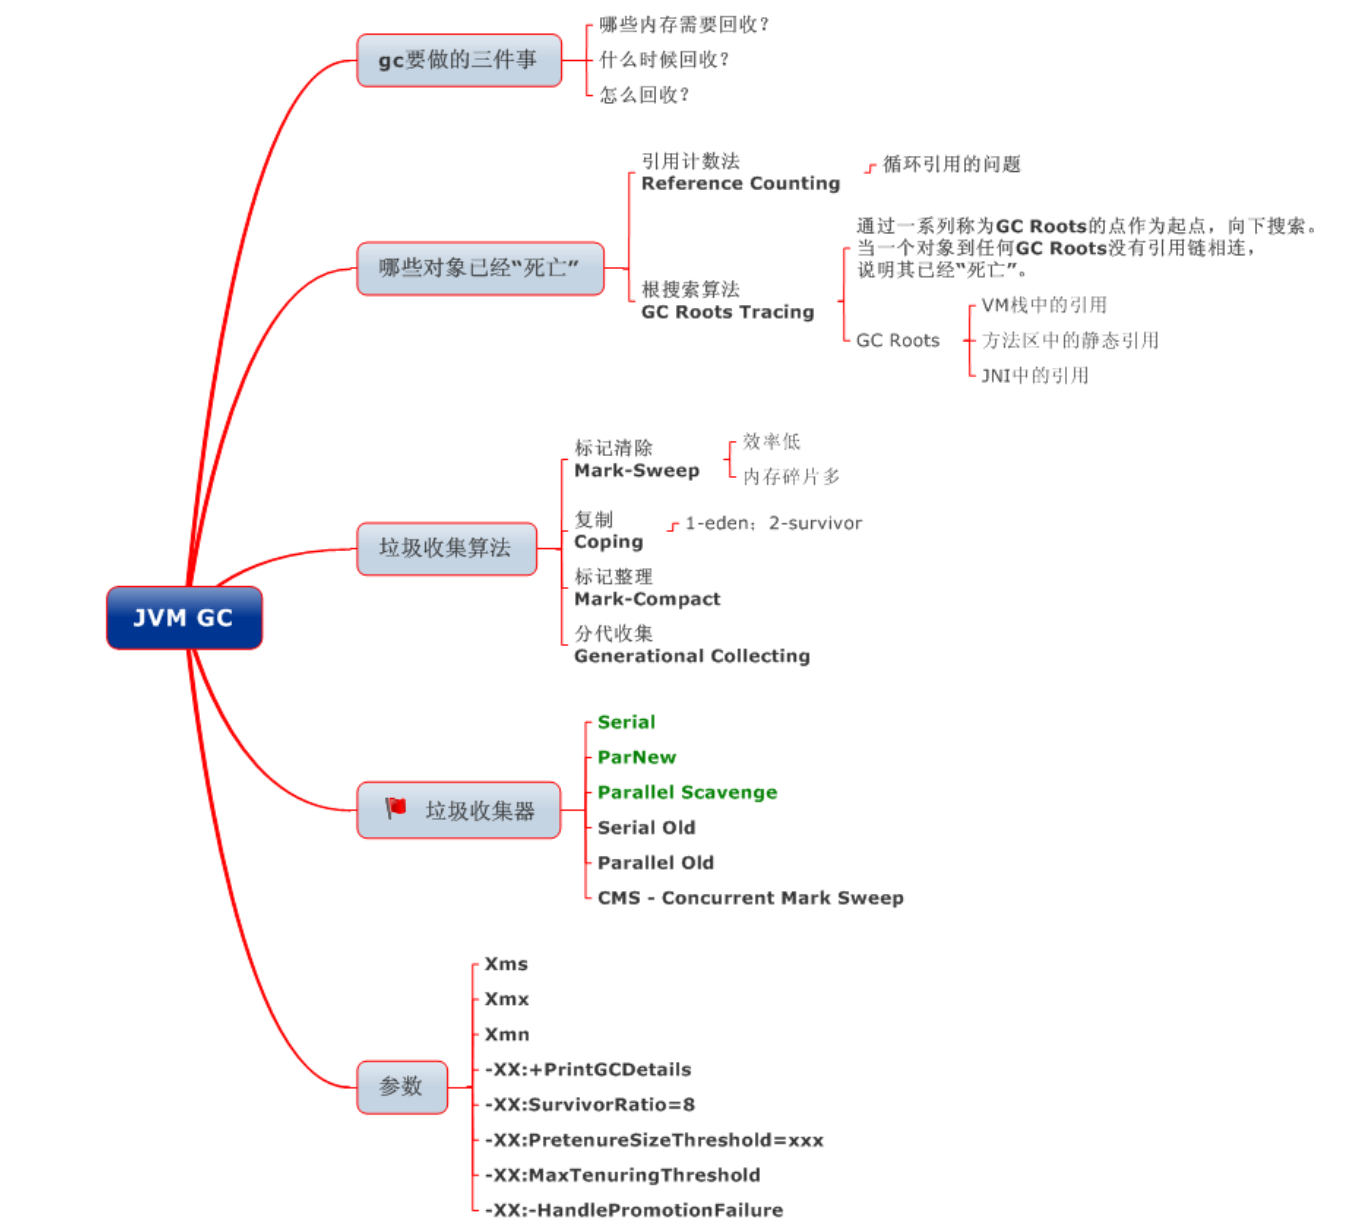 JVM GC
gc要做的三件事
哪些内存需要回收？
什么时候回收？
怎么回收？
哪些对象已经“死亡”
引用计数法
Reference Counting
循环引用的问题
根搜索算法
GC Roots Tracing
通过一系列称为GC Roots的点作为起点，向下搜索。
当一个对象到任何GC Roots没有引用链相连，
说明其已经“死亡”。
GC Roots
VM栈中的引用
方法区中的静态引用
JNI中的引用
垃圾收集算法
标记清除
Mark-Sweep
效率低
内存碎片多
复制
Coping
1-eden；2-survivor
标记整理
Mark-Compact
分代收集
Generational Collecting
垃圾收集器
Serial
ParNew
Parallel Scavenge
Serial Old
Parallel Old
CMS - Concurrent Mark Sweep
参数
Xms
Xmx
Xmn
-XX:+PrintGCDetails
-XX:SurvivorRatio=8
-XX:PretenureSizeThreshold=xxx
-XX:MaxTenuringThreshold
-XX:-HandlePromotionFailure